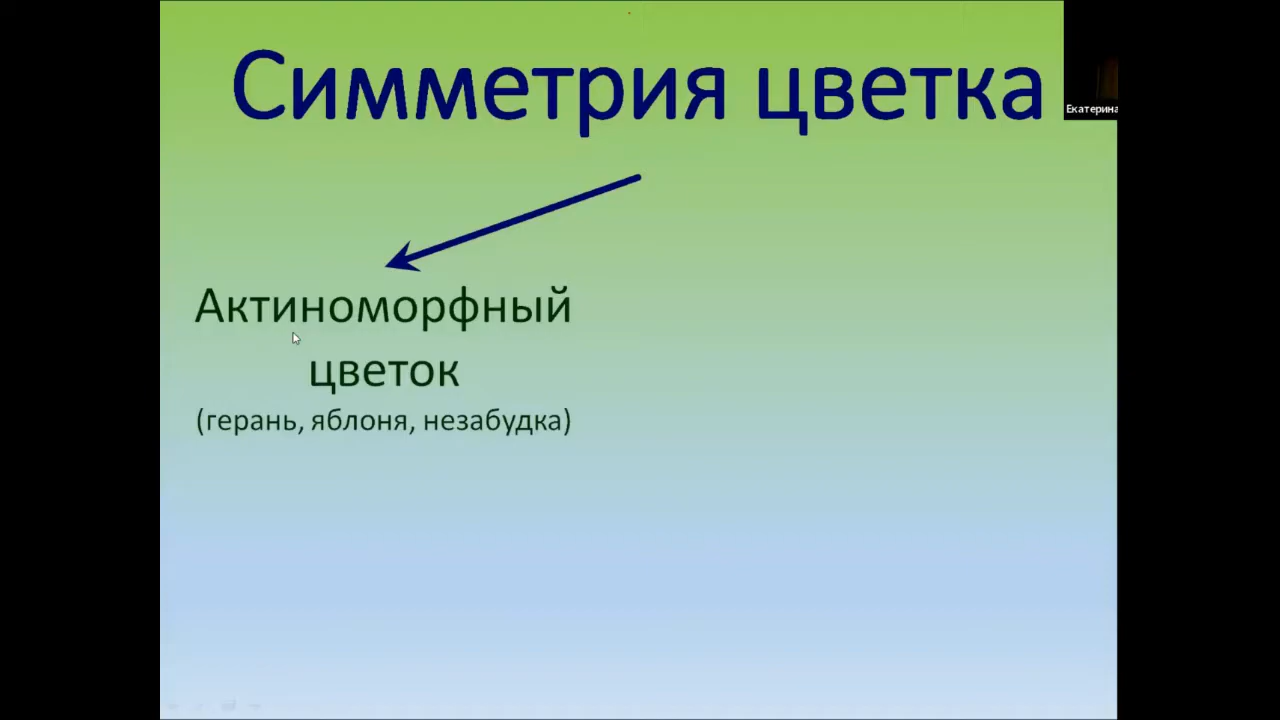 Симметрия цветка
Екатерина
Актиноморфный
цветок
(герань, яблоня, незабудка)